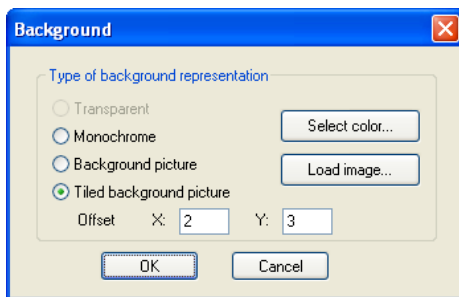 Background
Type of background representation
Transparent
Monochrome
Select color...
Background picture
Load image...
Tiled background picture
Offset X: 2 Y: 3
OK Cancel